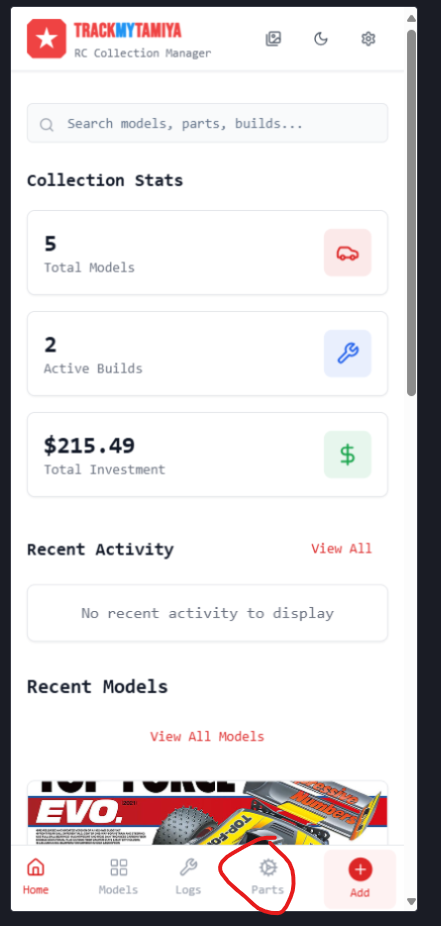 TRACKMYTAMIYA
RC Collection Manager
Search models, parts, builds...
Collection Stats
5
Total Models
2
Active Builds
$215.49
Total Investment
$
Recent Activity
View All
No recent activity to display
Recent Models
View All Models
TOP-FORCE
EVO.
TOP-FO
Home
Models
Logs
Parts
Add